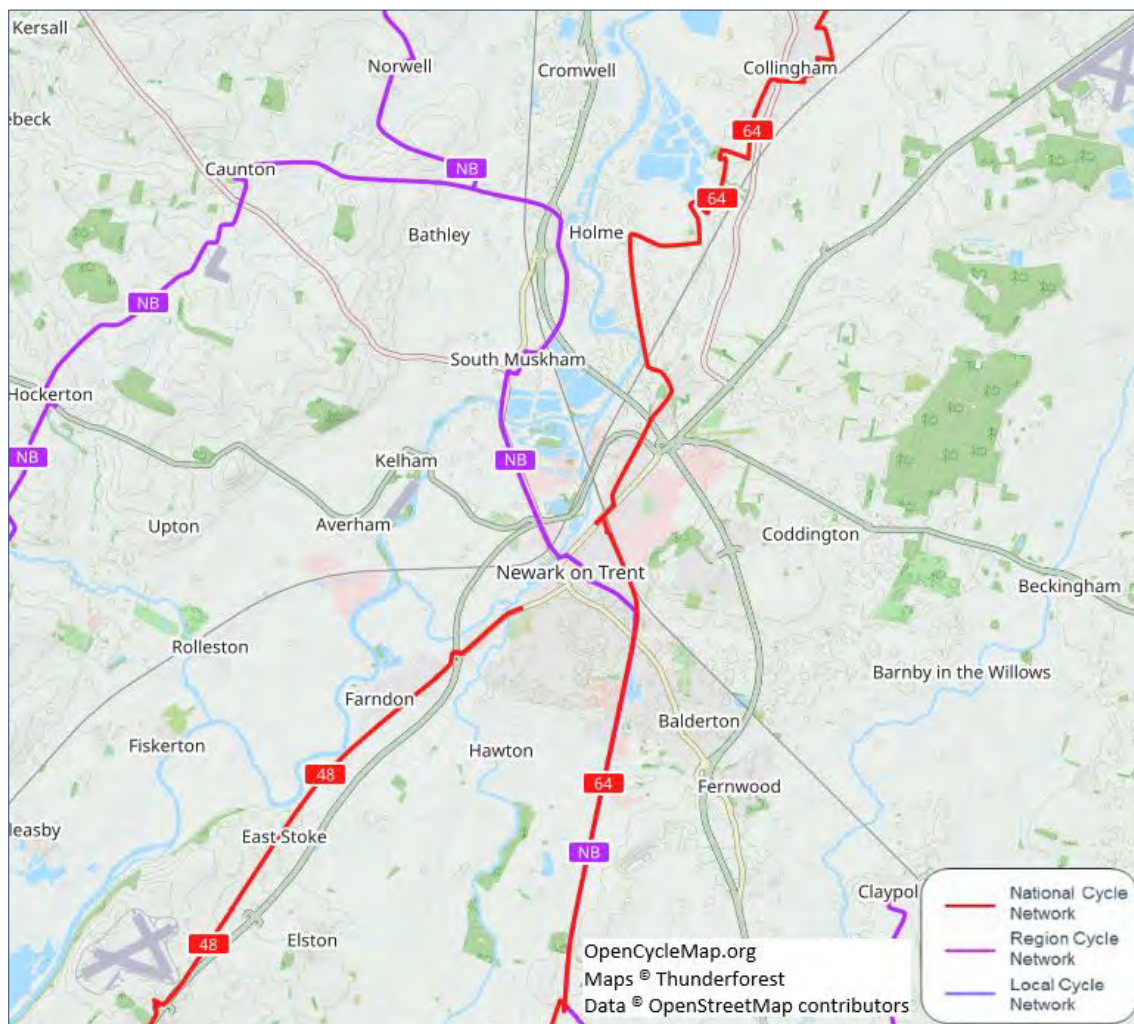 Kersall
Norwell
Cromwell
Collingham
ebeck
64
Caunton
NB
64
Bathley
Holme
NB
South Muskham
Hockerton
NB
NB
Kelham
Upton
Averham
Coddington
Newark on Trent
Beckingham
Rolleston
Barnby in the Willows
Farndon
Balderton
Fiskerton
Hawton
48
64
Fernwood
leasby
East Stoke
NB
Claypol
48
Elston
National Cycle
Network
Region Cycle
Network
Local Cycle
Network
OpenCycleMap.org
Maps © Thunderforest
Data © OpenStreetMap contributors